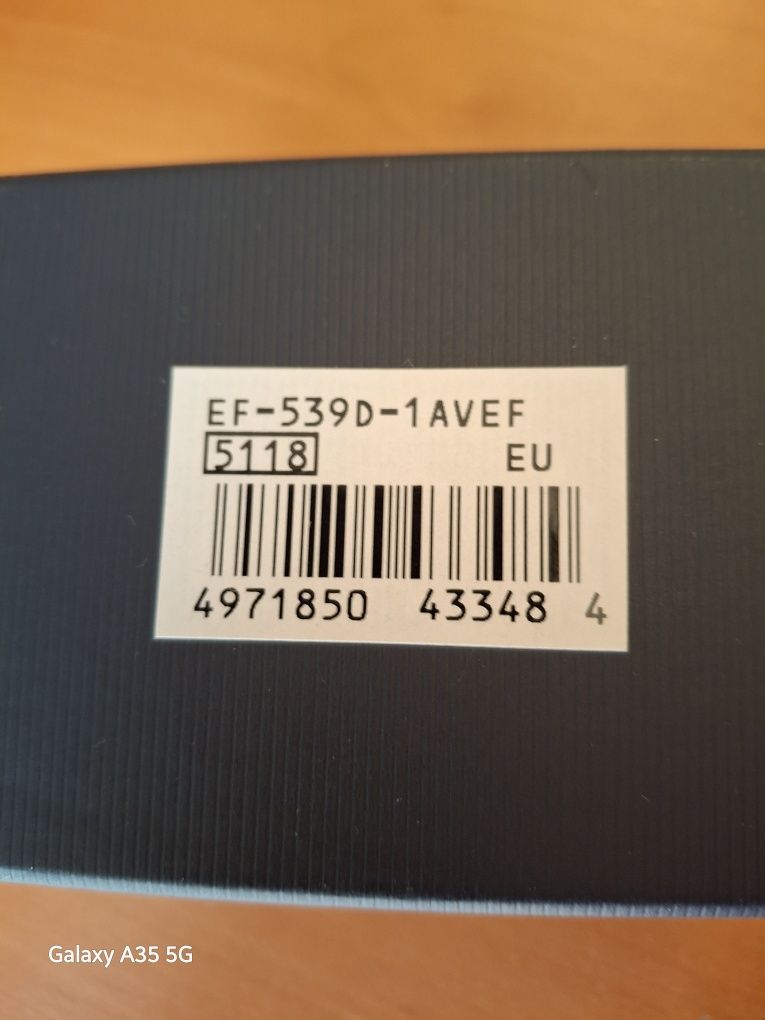 EF-539D-1AVEF
5118 EU
4971850 43348 4
Galaxy A35 5G